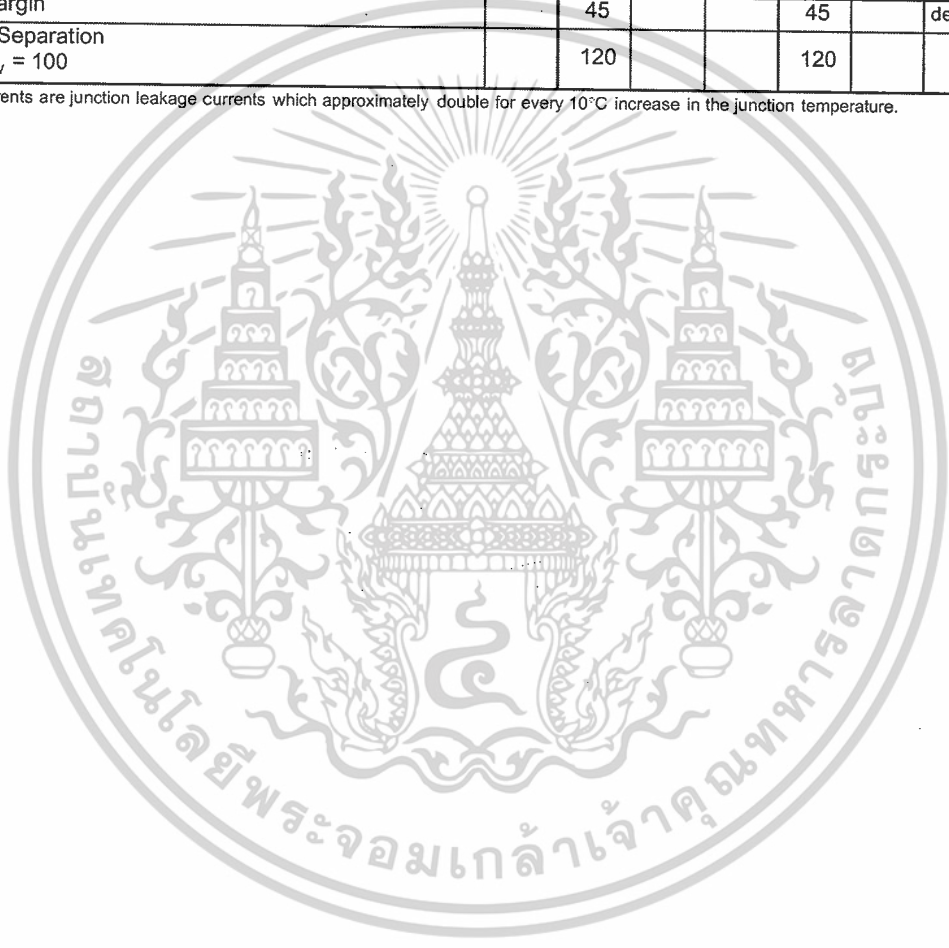 argin 45 45 de
Separation
v = 100 120 120
ents are junction leakage currents which approximately double for every 10°C increase in the junction temperature.
สถาบันเทคโนโลยีพระจอมเกล้าเจ้าคุณทหารลาดกระบัง